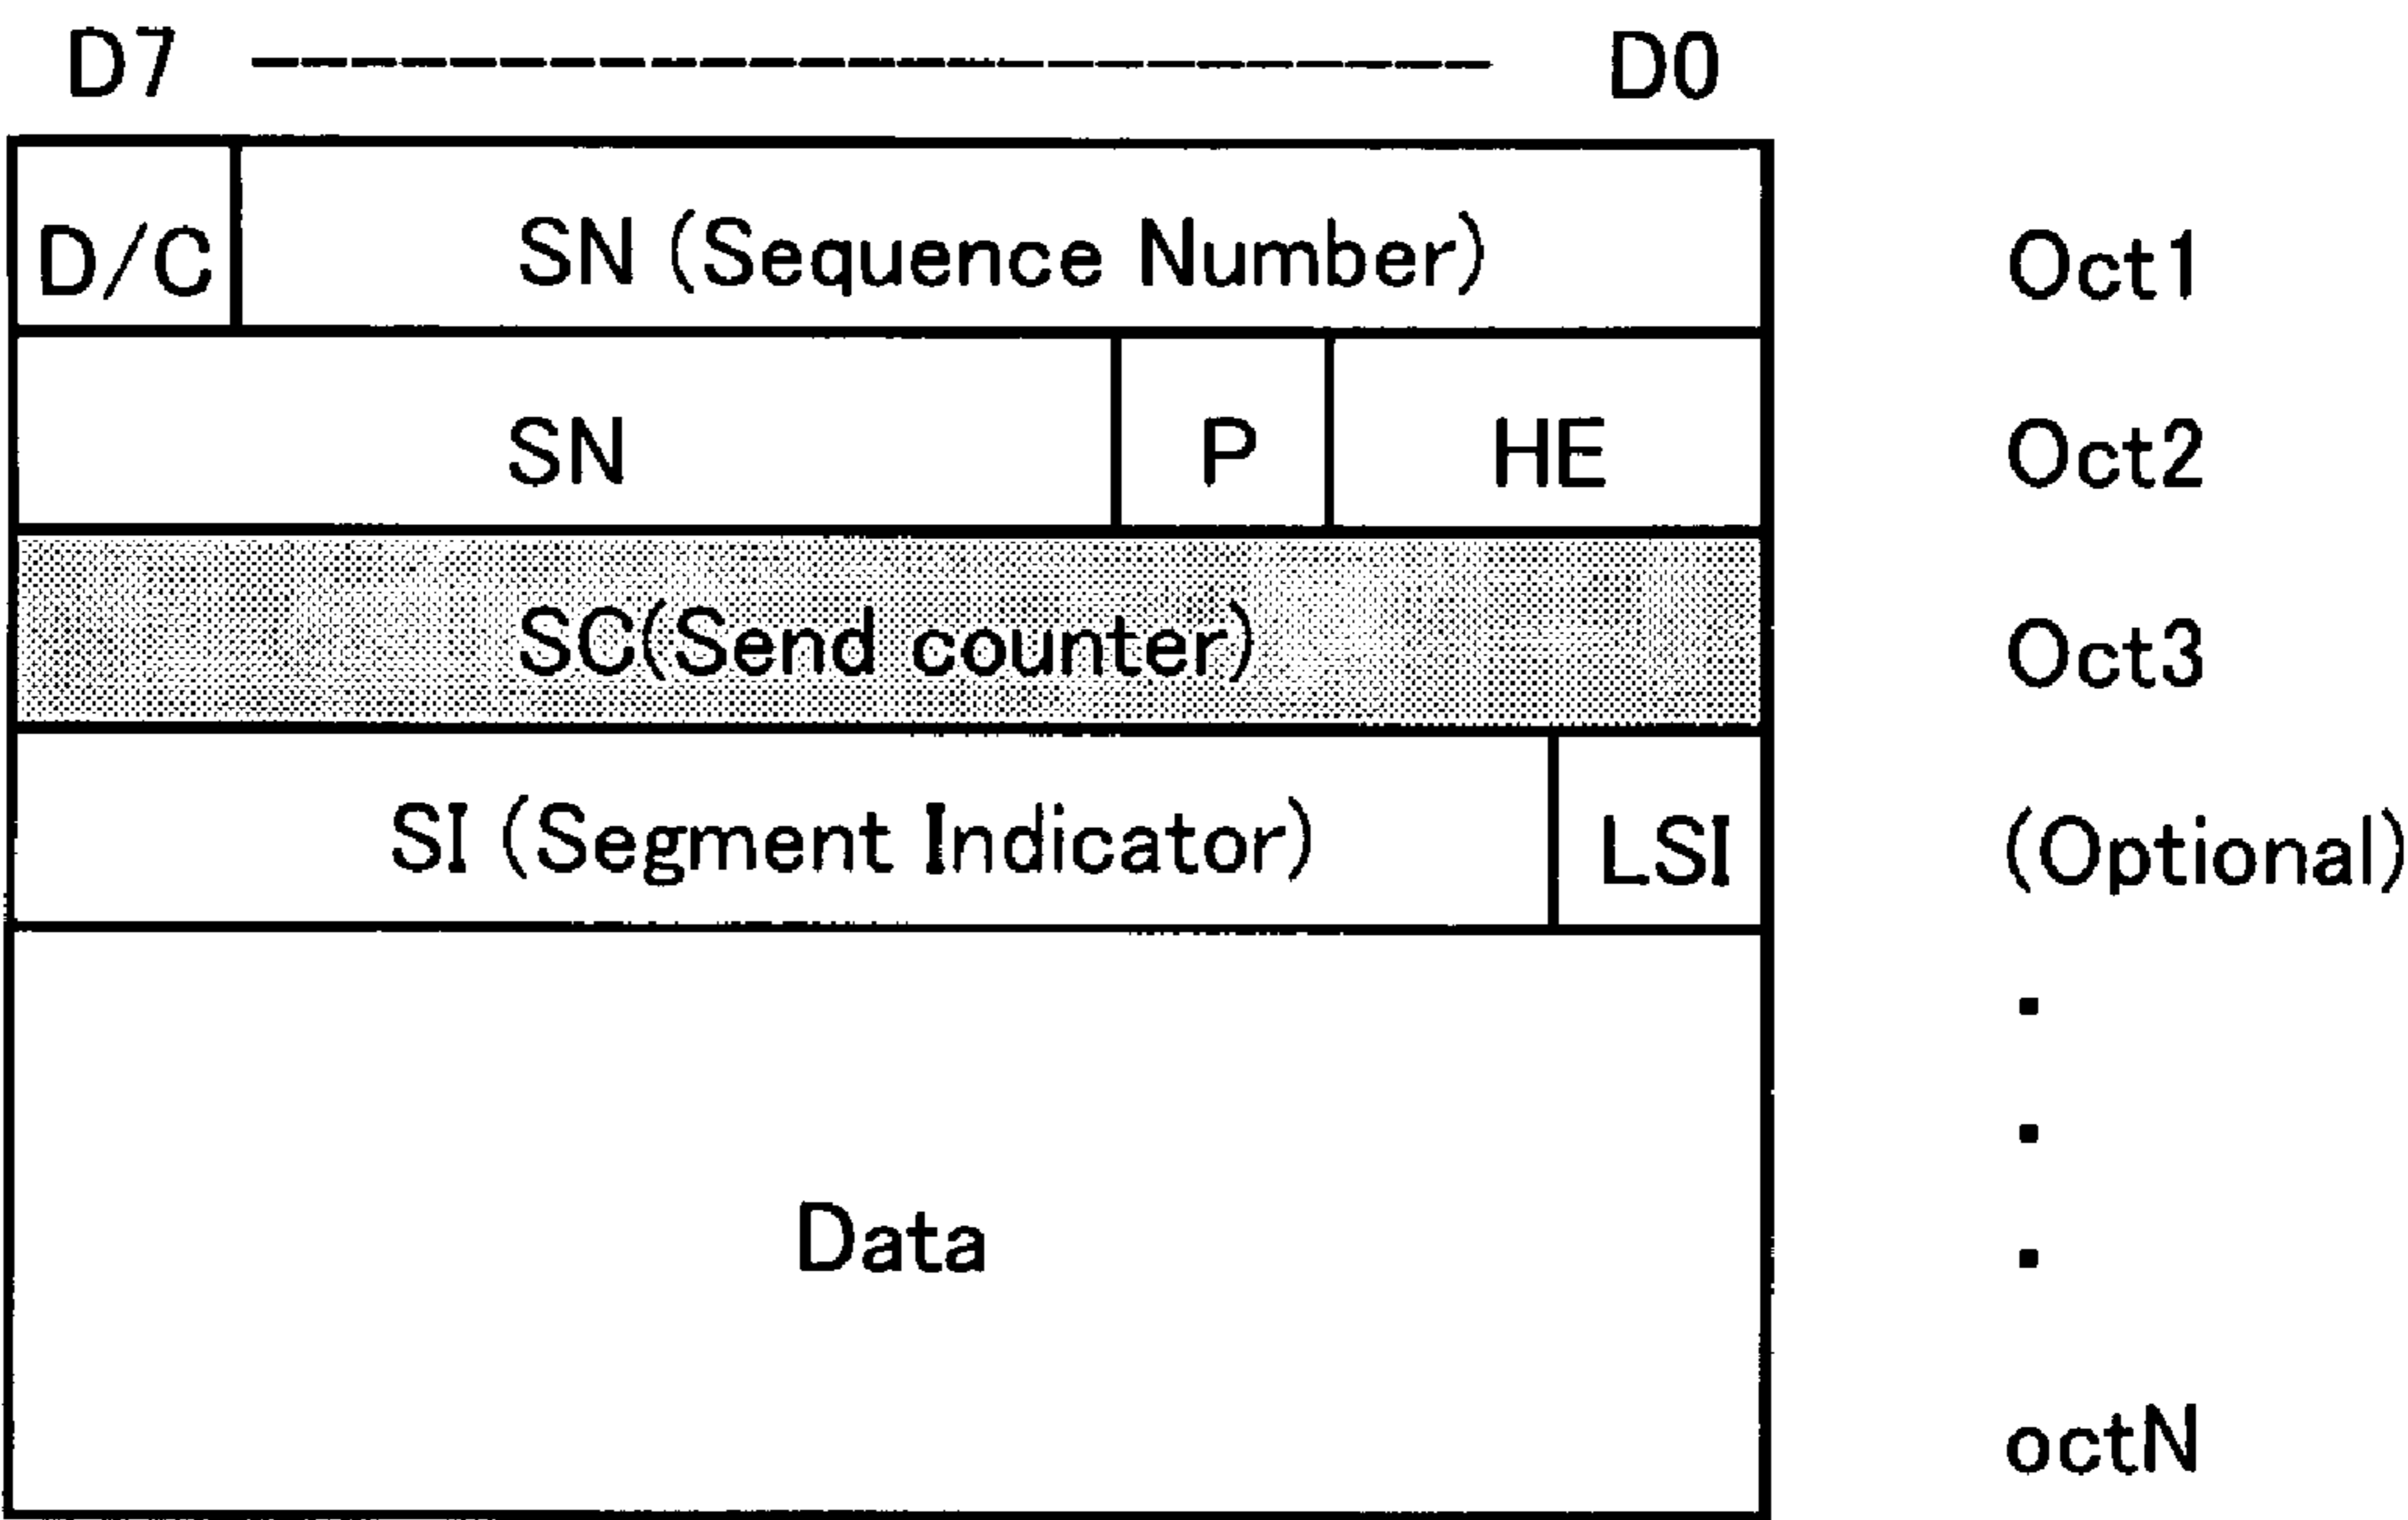 D7 D0
D/C SN (Sequence Number) Oct1
SN P HE Oct2
SC(Send counter) Oct3
SI (Segment Indicator) LSI (Optional)
Data
octN